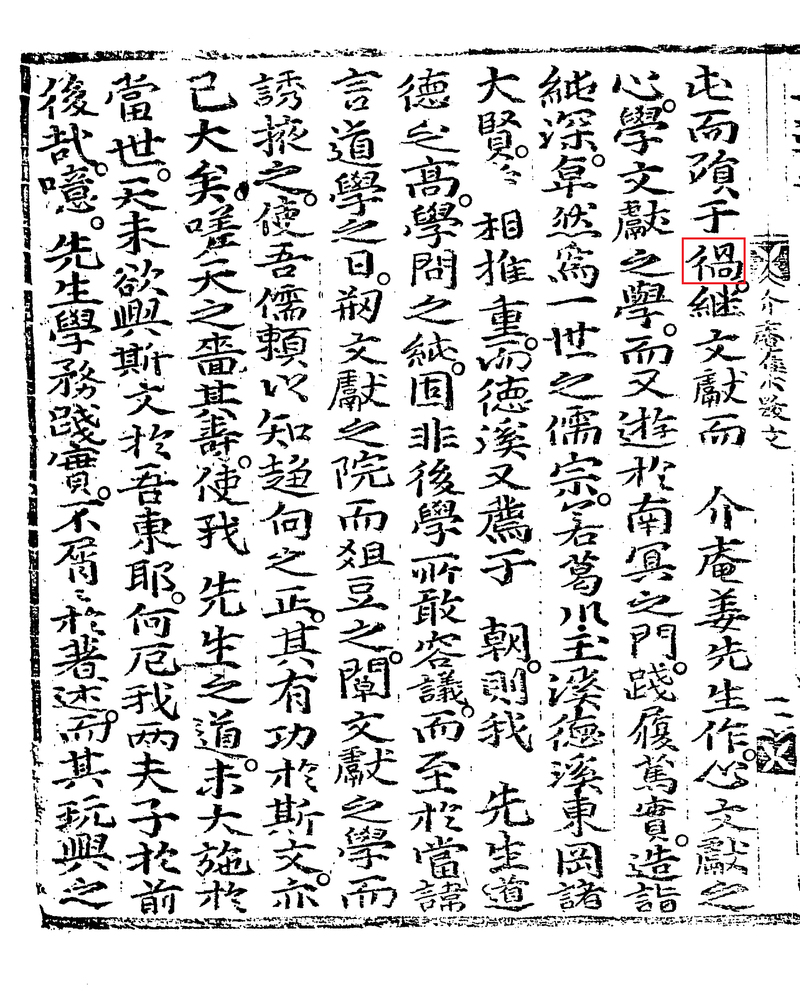 屯而隕于禍繼文獻而 介庵姜先生作心文獻之
心學文獻之學而又遊於南冥之門踐履篤實造詣
純深卓然爲一世之儒宗若葛川玉溪德溪東岡諸
大賢咸相推重而德溪又薦于 朝則我 先生道
德之高學問之純固非後學所敢容議而至於當諱
言道學之日刱文獻之院而俎豆之闡文獻之學而
誘掖之使吾儒賴以知趍向之正其有功於斯文亦
已大矣嗟天之嗇其壽使我 先生之道未大施於
當世天未欲興斯文於吾東耶何厄我兩夫子於前
後哉噫先生學務踐實不屑屑於著述而其玩興之
介庵集 跋文
二